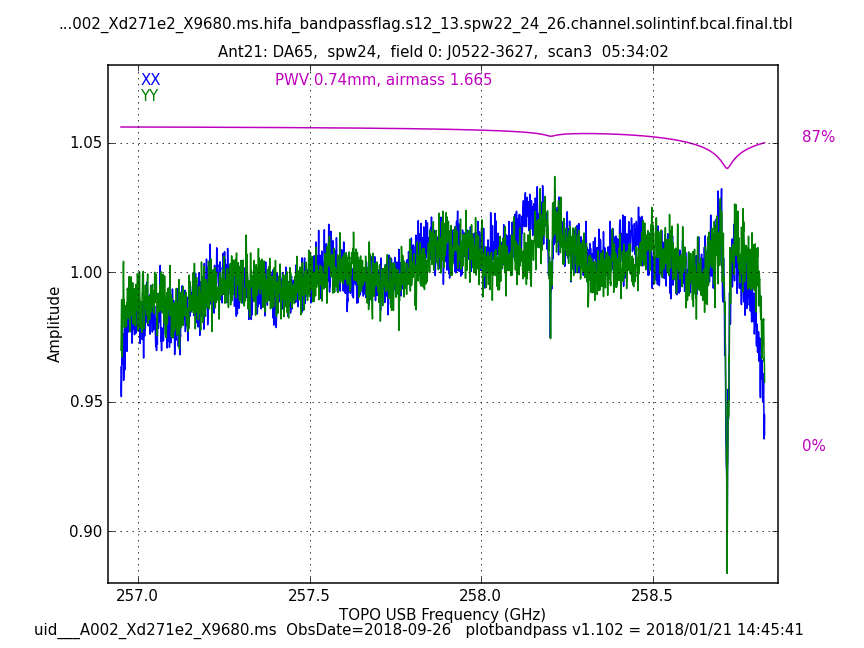 ...002_Xd271e2_X9680.ms.hifa_bandpassflag.s12_13.spw22_24_26.channel.solintinf.bcal.final.tbl
Ant21: DA65, spw24, field 0: J0522-3627, scan3 05:34:02
XX
YY
PWV 0.74mm, airmass 1.665
87%
0%
1.05
1.00
0.95
0.90
Amplitude
257.0 257.5 258.0 258.5
TOPO USB Frequency (GHz)
uid___A002_Xd271e2_X9680.ms ObsDate=2018-09-26 plotbandpass v1.102 = 2018/01/21 14:45:41